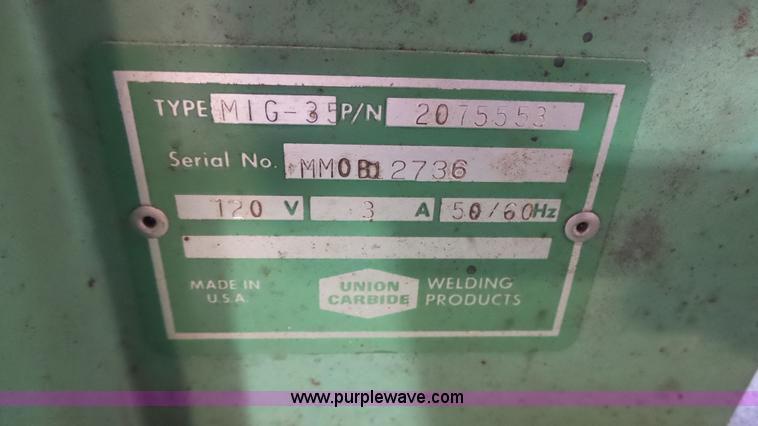 TYPE MIG-35 P/N 2075553
Serial No. MM0B12736
120 V 3 A 50/60 Hz
MADE IN U.S.A.
UNION CARBIDE
WELDING PRODUCTS
www.purplewave.com